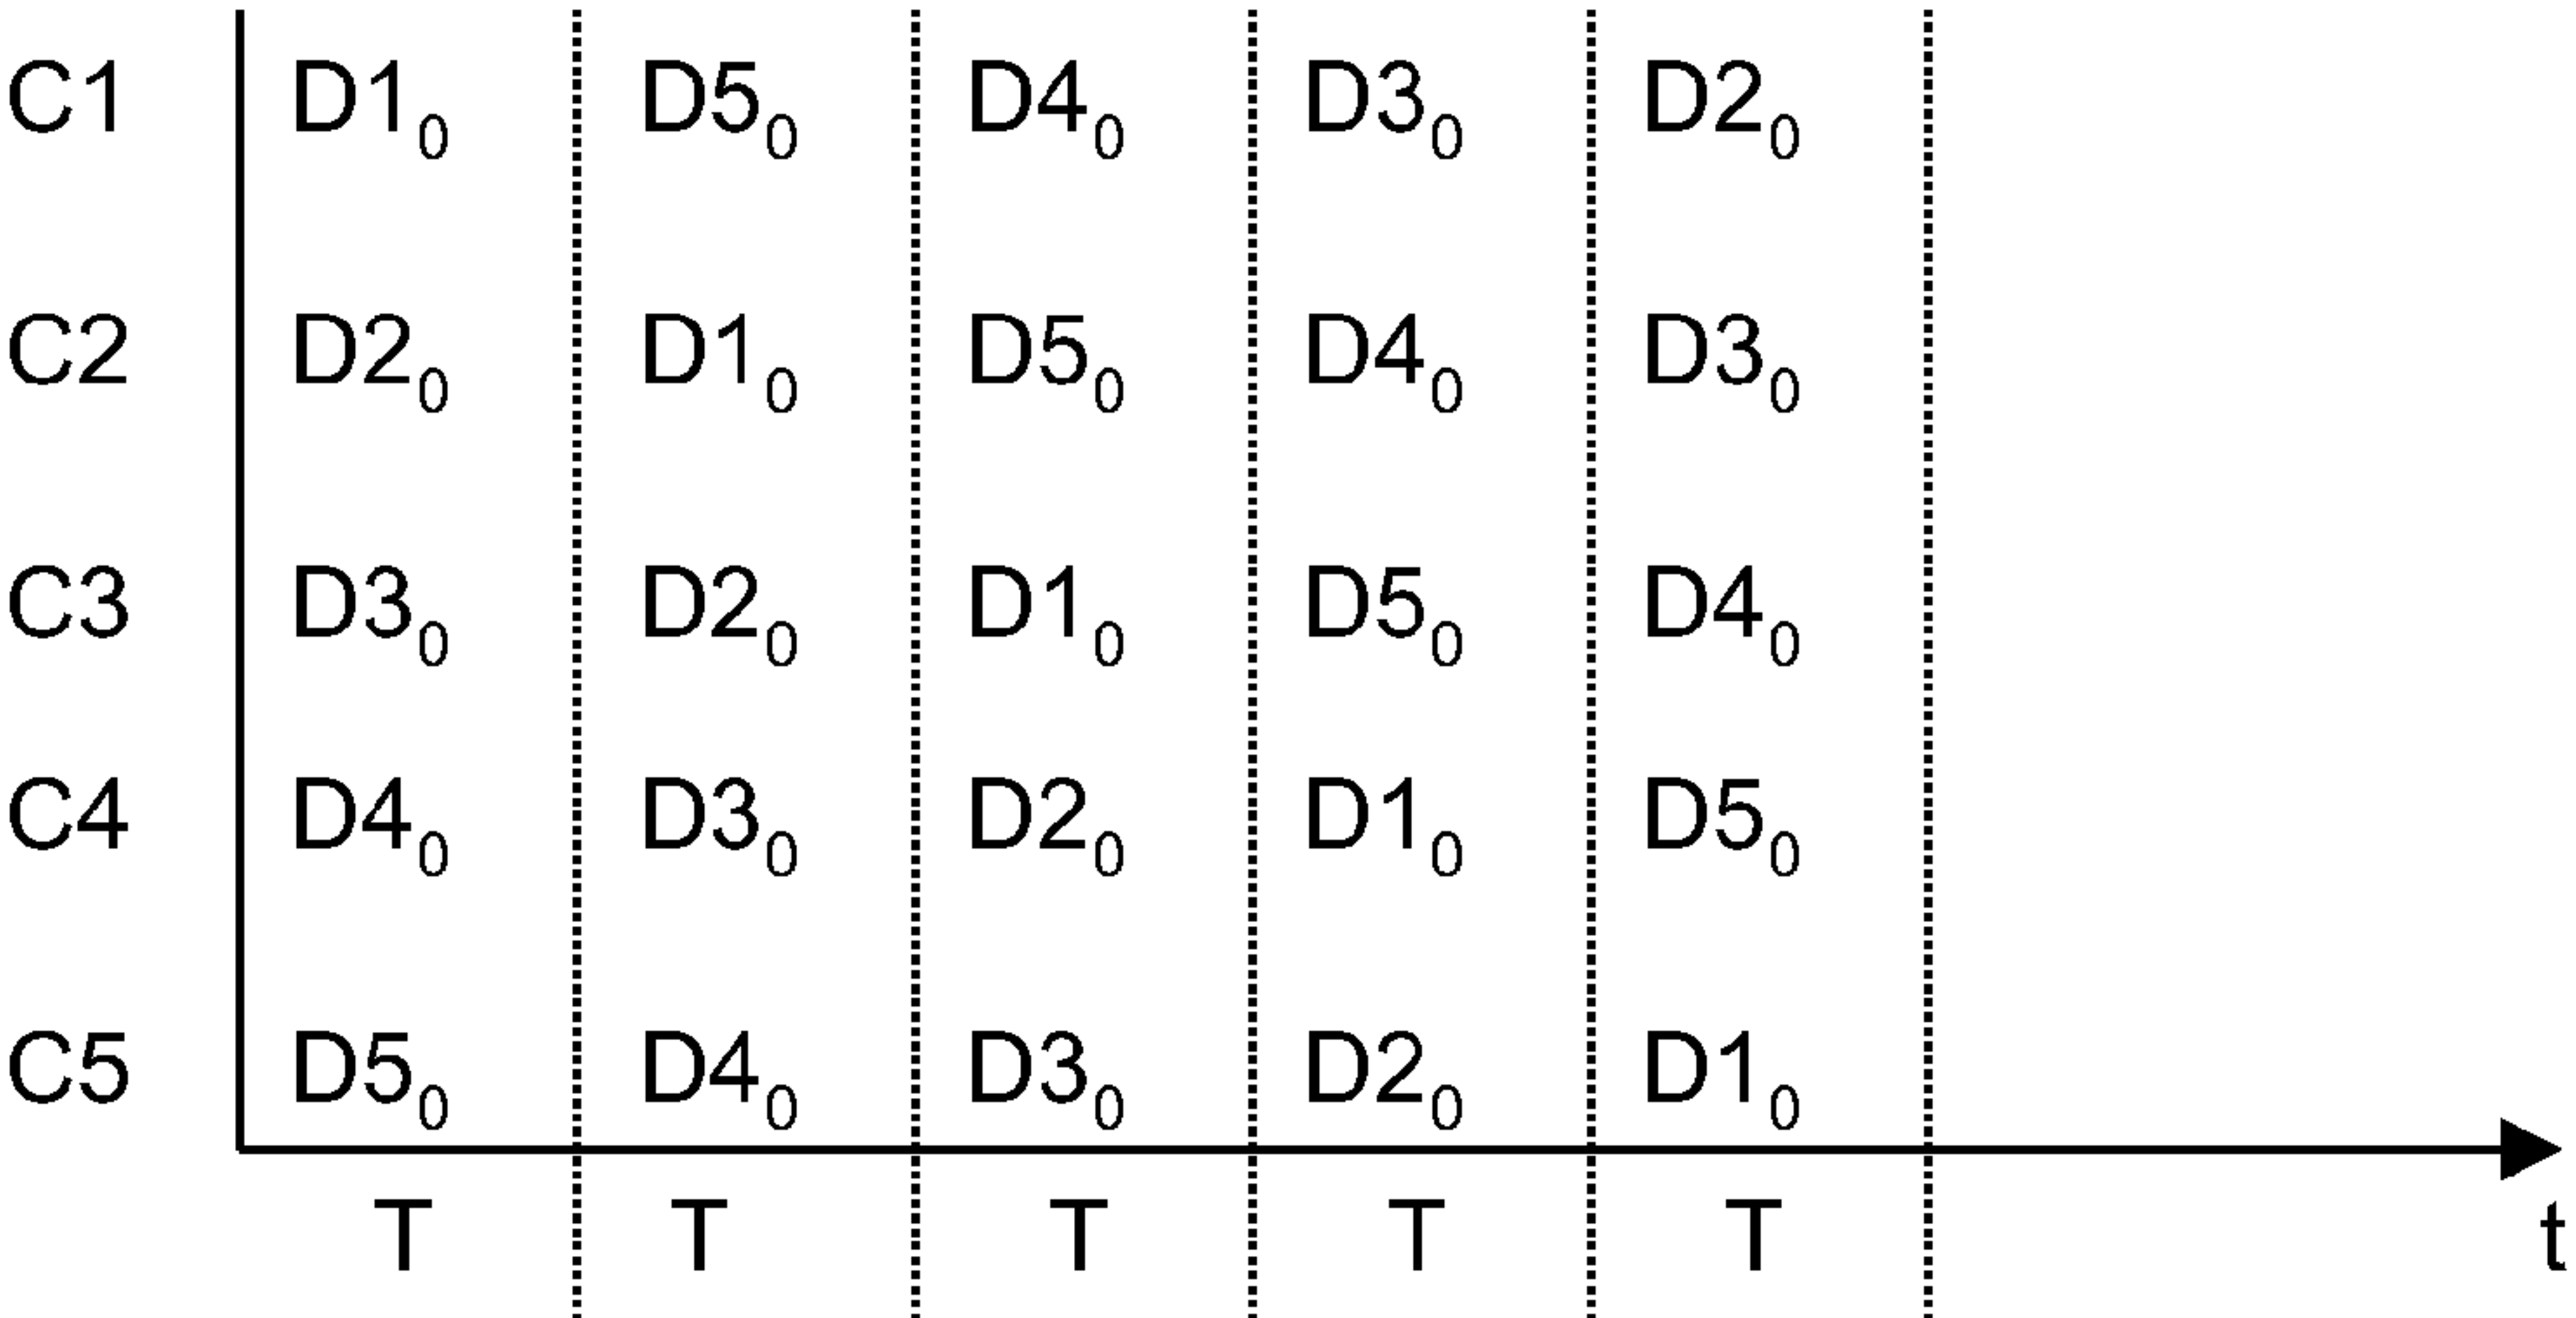 C1 D1₀ D5₀ D4₀ D3₀ D2₀
C2 D2₀ D1₀ D5₀ D4₀ D3₀
C3 D3₀ D2₀ D1₀ D5₀ D4₀
C4 D4₀ D3₀ D2₀ D1₀ D5₀
C5 D5₀ D4₀ D3₀ D2₀ D1₀
T T T T T t